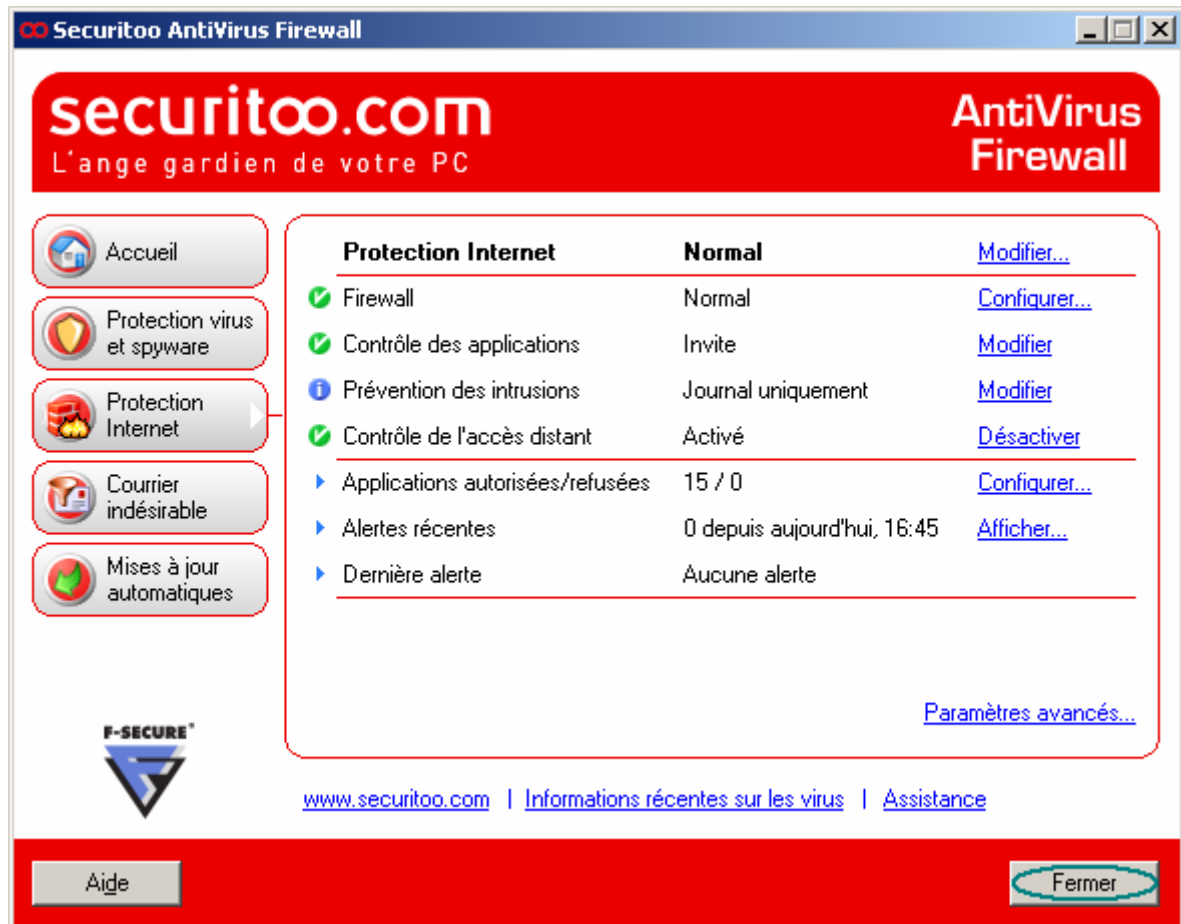 Securitoo AntiVirus Firewall
securitoo.com
L'ange gardien de votre PC
AntiVirus
Firewall
Accueil
Protection virus
et spyware
Protection
Internet
Courrier
indésirable
Mises à jour
automatiques
F-SECURE®
Protection Internet Normal Modifier...
Firewall Normal Configurer...
Contrôle des applications Invite Modifier
Prévention des intrusions Journal uniquement Modifier
Contrôle de l'accès distant Activé Désactiver
Applications autorisées/refusées 15 / 0 Configurer...
Alertes récentes 0 depuis aujourd'hui, 16:45 Afficher...
Dernière alerte Aucune alerte
Paramètres avancés...
www.securitoo.com | Informations récentes sur les virus | Assistance
Aide Fermer